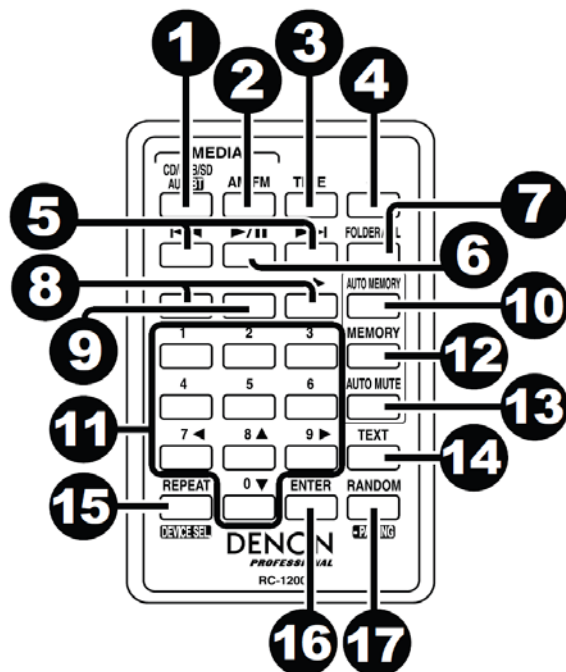 1 2 3 4
MEDIA
AM/FM
5 7
6
8 AUTO MEMORY 10
9
1 2 3 MEMORY 12
4 5 6 AUTO MUTE 13
11
7 ◀ 8 ▲ 9 ▶ TEXT 14
15 REPEAT 0 ▼ ENTER RANDOM
DEVICE SEL
DENON
PROFESSIONAL
16 17